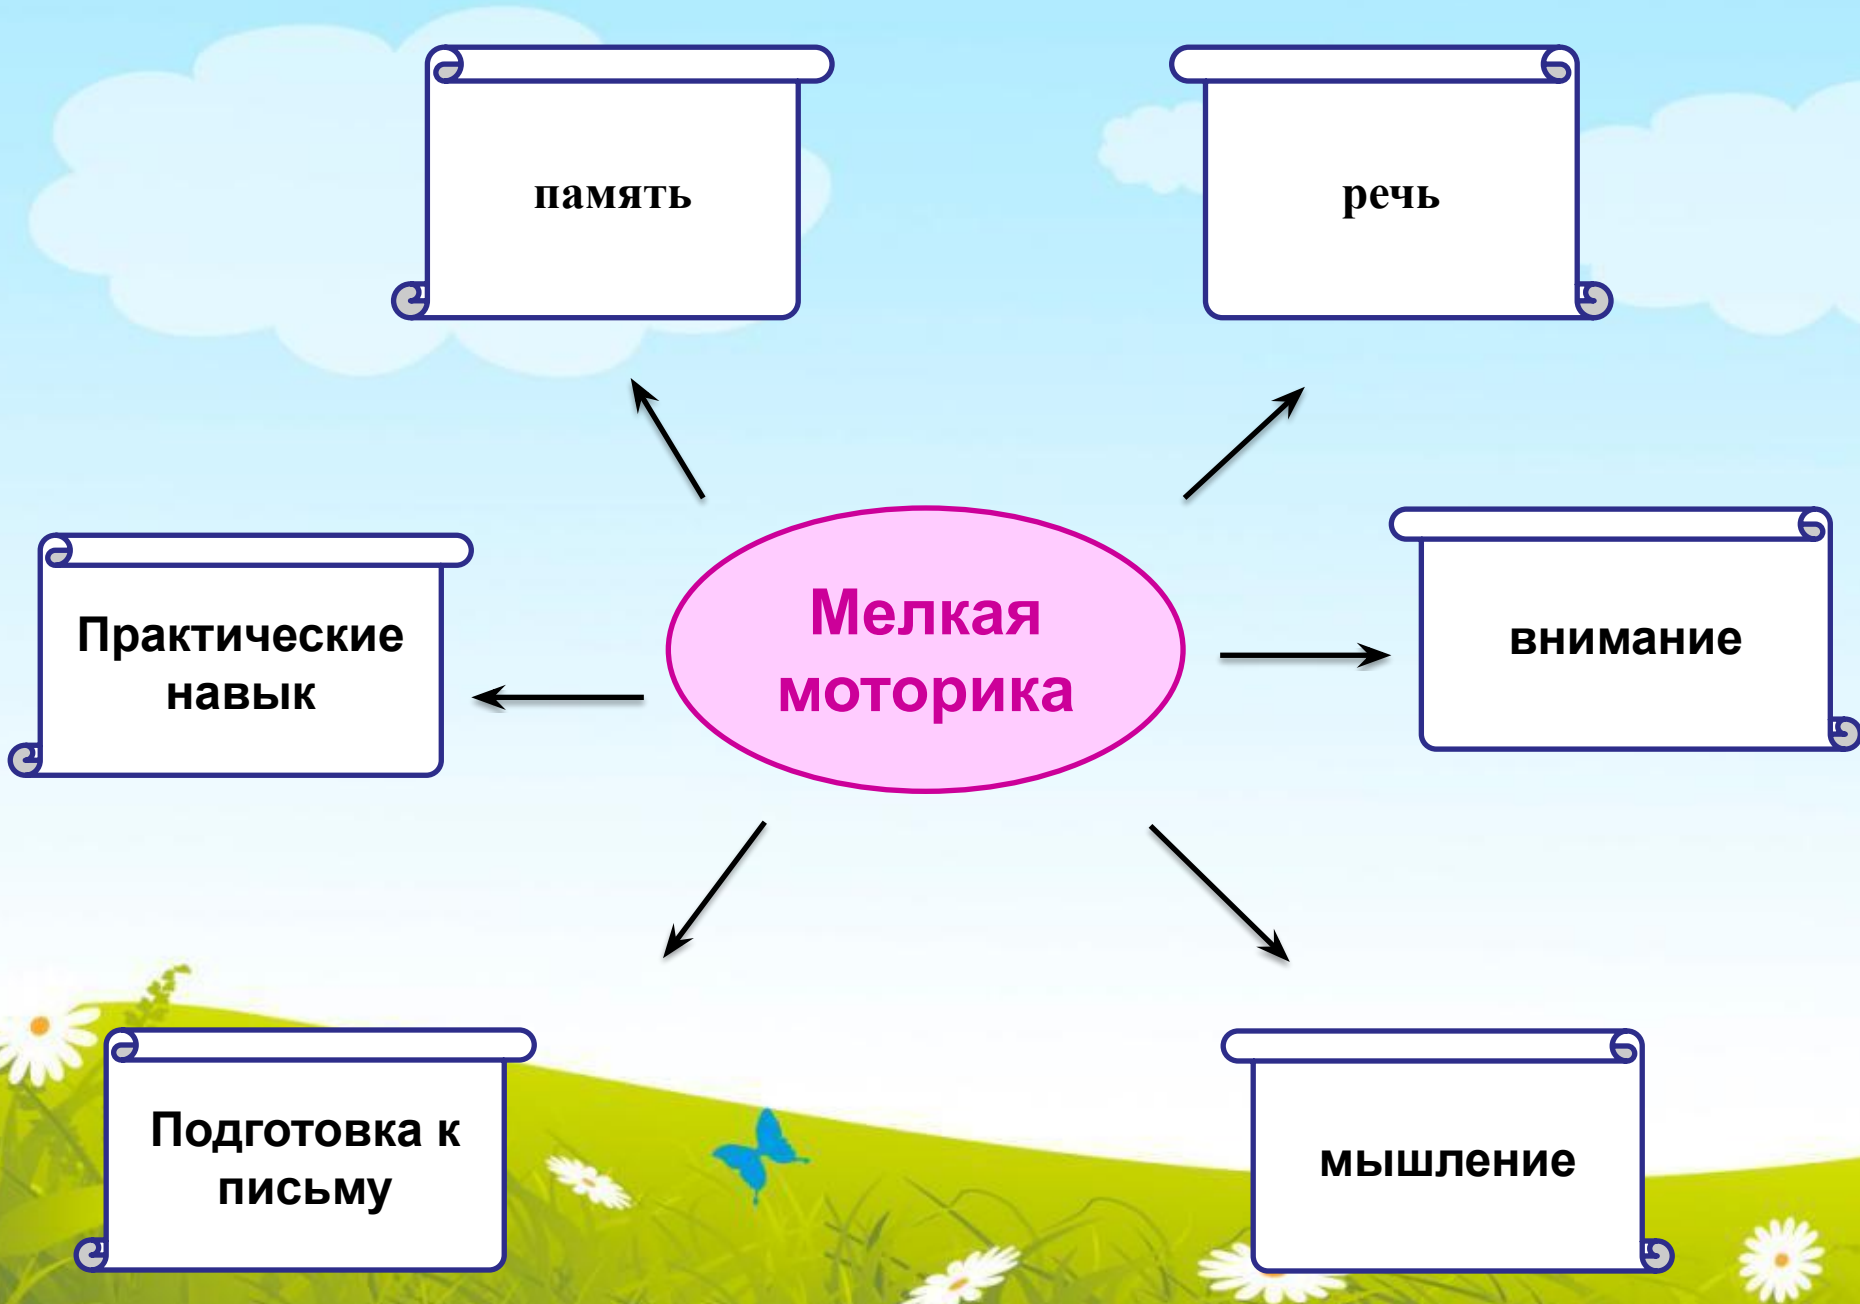 память
речь
Мелкая
моторика
Практические
навык
внимание
Подготовка к
письму
мышление